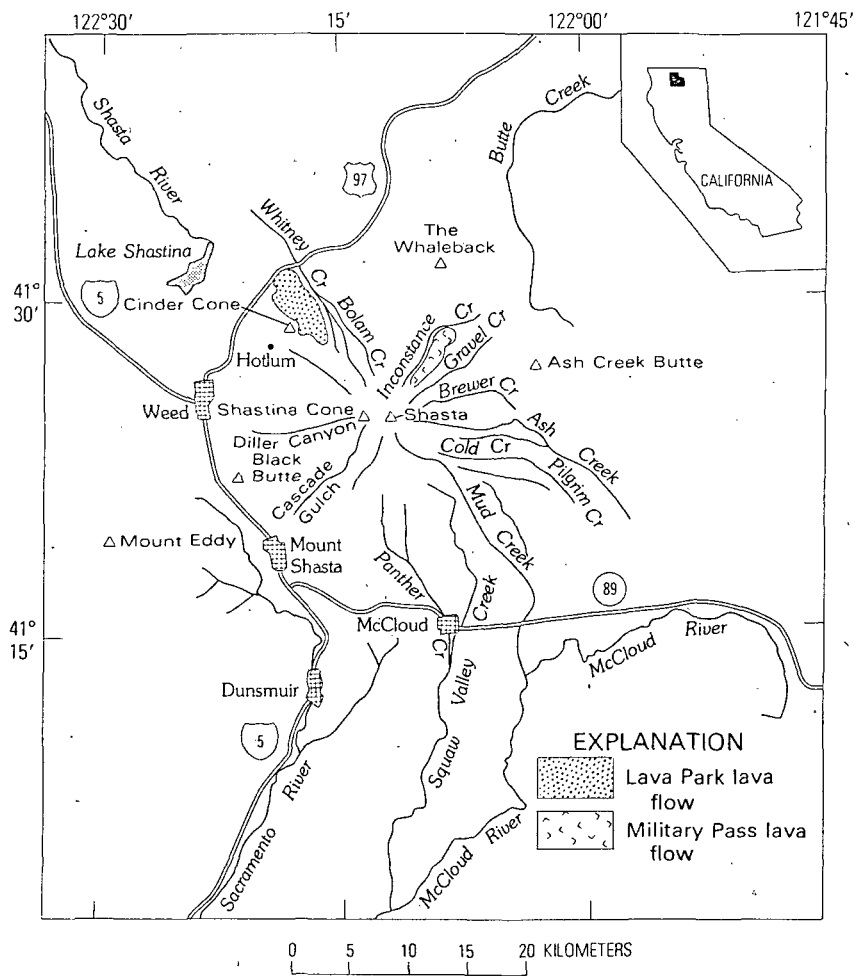 122°30'
15'
122°00'
121°45'
Shasta
River
Butte
Creek
97
CALIFORNIA
Whitney
Cr
The
Whaleback
Lake Shastina
41°
30'
5
Cinder Cone
Bolam Cr
Inconstance
Cr
Gravel Cr
Hotlum
Ash Creek Butte
Brewer Cr
Weed
Shastina Cone
Shasta
Ash
Creek
Diller Canyon
Cold Cr
Pilgrim Cr
Black
Butte
Cascade
Gulch
Mud
Creek
Mount Eddy
Mount
Shasta
Panther
Cr
Creek
89
McCloud
41°
15'
McCloud
River
Valley
Squaw
Dunsmuir
5
Sacramento
River
McCloud
River
EXPLANATION
Lava Park lava
flow
Military Pass lava
flow
0 5 10 15 20 KILOMETERS